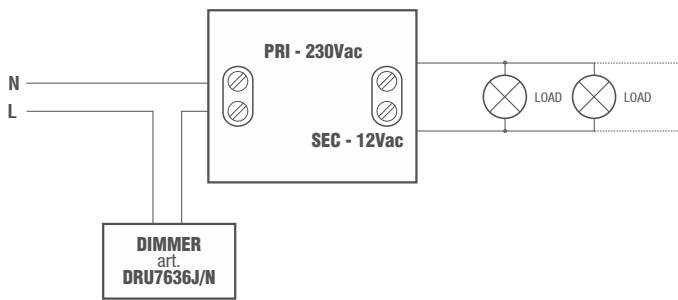 PRI - 230Vac
N
L
LOAD
LOAD
SEC - 12Vac
DIMMER
art.
DRU7636J/N